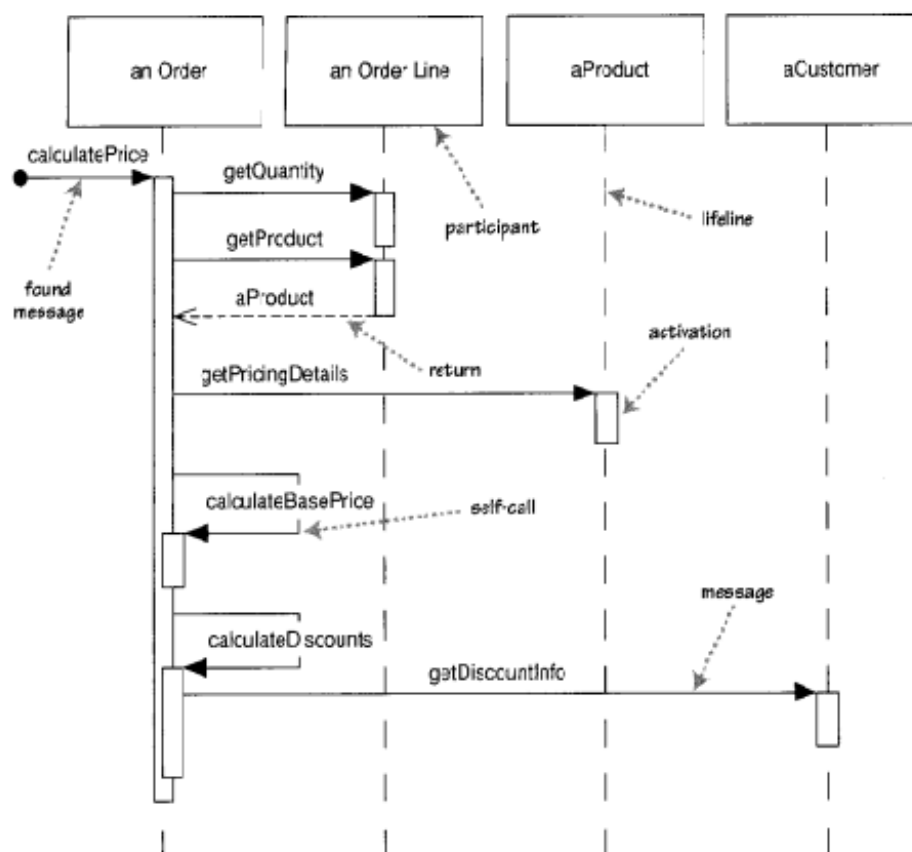 an Order
an Order Line
aProduct
aCustomer
calculatePrice
getQuantity
participant
lifeline
getProduct
found
message
aProduct
return
activation
getPricingDetails
calculateBasePrice
self-call
message
calculateDiscounts
getDiscountInfo